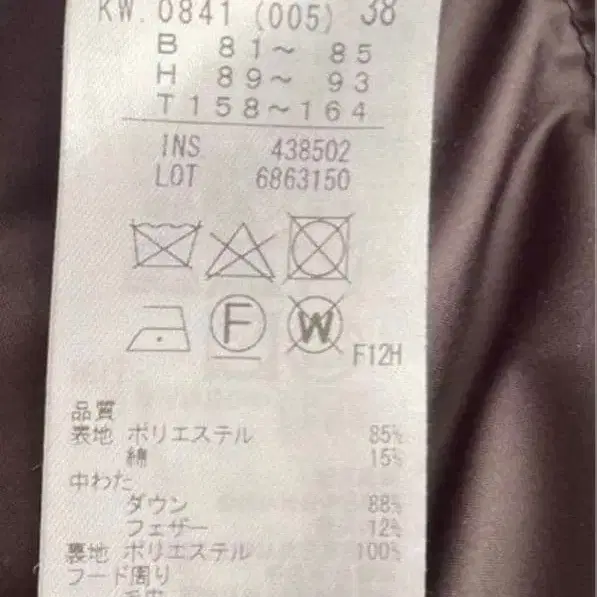 KW. 0841 (005) 38
B 81～ 85
H 89～ 93
T 158～164
INS 438502
LOT 6863150
F W
F12H
品質
表地 ポリエステル 85%
綿 15%
中わた
ダウン 88%
フェザー 12%
裏地 ポリエステル 100%
フード周り